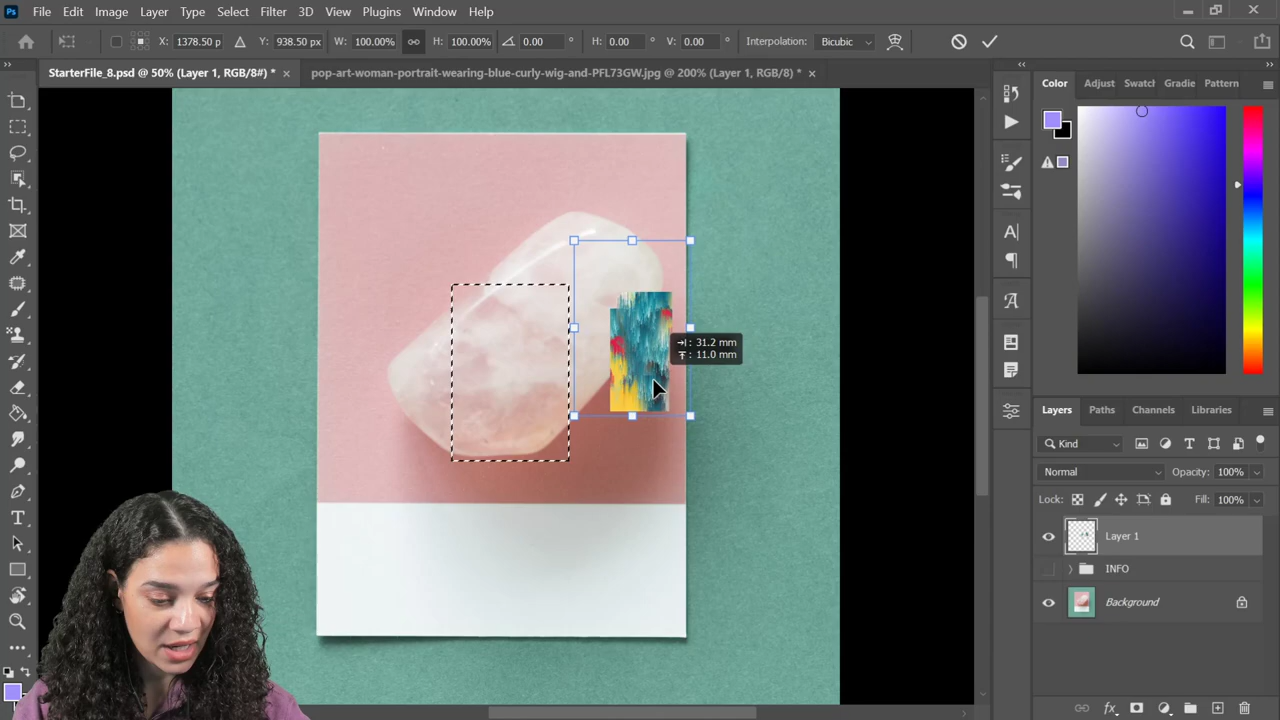 Ps File Edit Image Layer Type Select Filter 3D View Plugins Window Help
X: 1378.50 p Y: 938.50 px W: 100.00% H: 100.00% 0.00 ° H: 0.00 ° V: 0.00 ° Interpolation: Bicubic
StarterFile_8.psd @ 50% (Layer 1, RGB/8#) * × pop-art-woman-portrait-wearing-blue-curly-wig-and-PFL73GW.jpg @ 200% (Layer 1, RGB/8) * ×
Color Adjust Swatch Gradie Pattern
: 31.2 mm
: 11.0 mm
Layers Paths Channels Libraries
Kind
Normal Opacity: 100%
Lock: Fill: 100%
Layer 1
INFO
Background